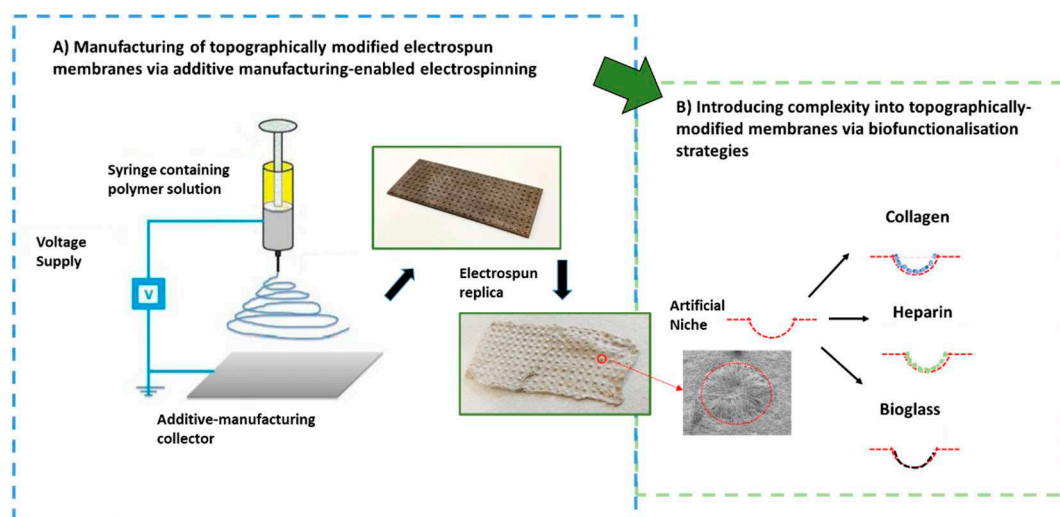 A) Manufacturing of topographically modified electrospun
membranes via additive manufacturing-enabled electrospinning
Syringe containing
polymer solution
Voltage
Supply
V
Additive-manufacturing
collector
Electrospun
replica
B) Introducing complexity into topographically-
modified membranes via biofunctionalisation
strategies
Artificial
Niche
Collagen
Heparin
Bioglass